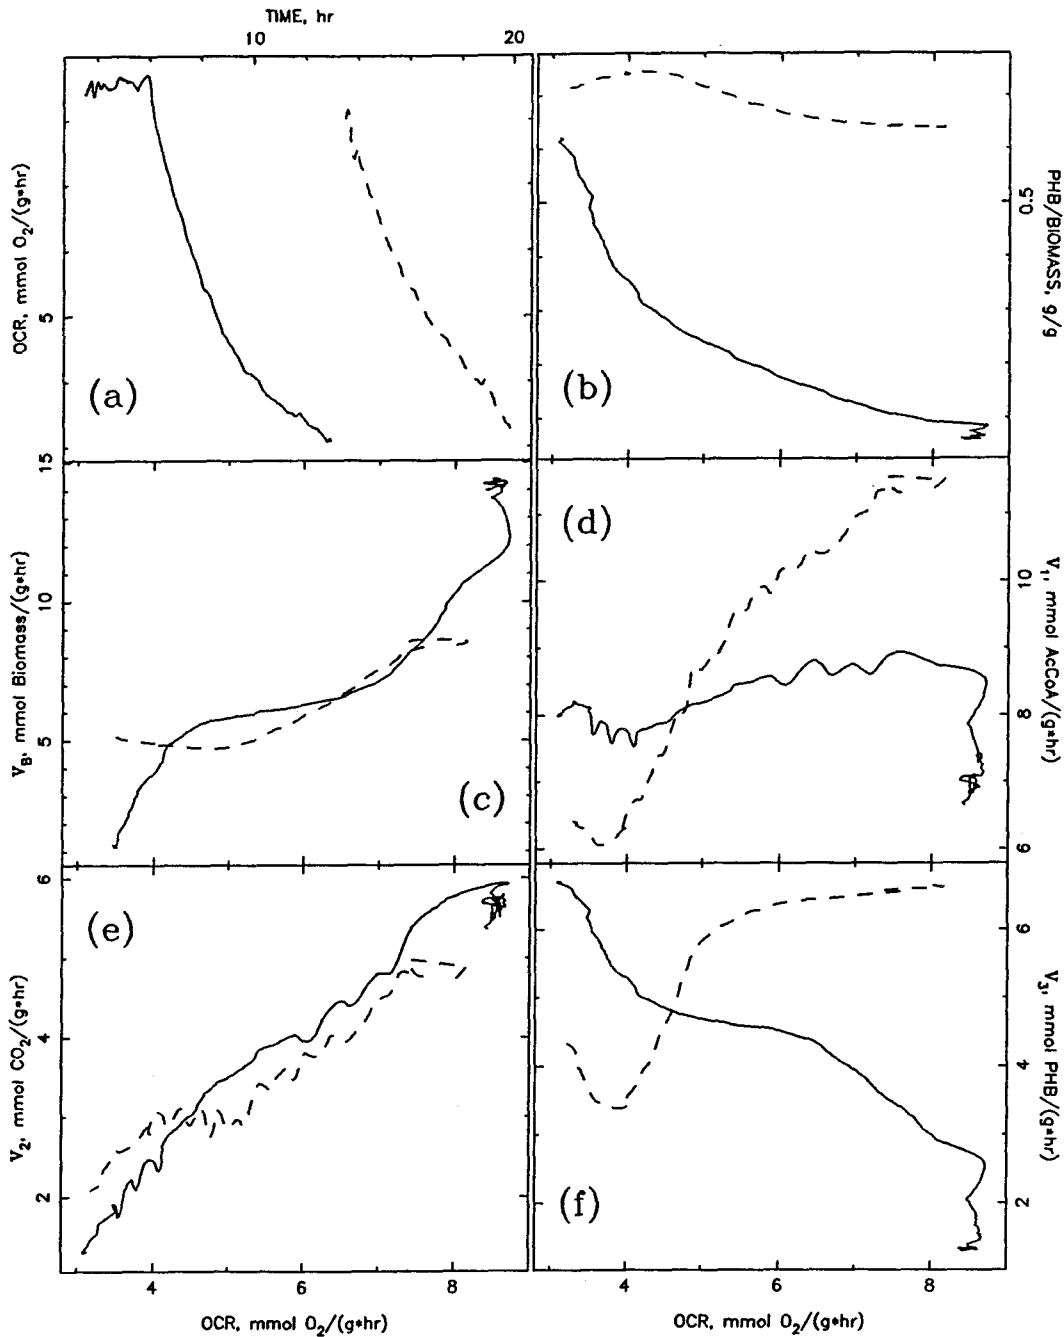 TIME, hr
10
20
OCR, mmol O₂/(g*hr)
5
(a)
(b)
PHB/BIOMASS, g/g
0.5
V_B, mmol Biomass/(g*hr)
15
10
5
(c)
(d)
V₁, mmol AcCoA/(g*hr)
10
8
6
V₂, mmol CO₂/(g*hr)
6
4
2
(e)
(f)
V₃, mmol PHB/(g*hr)
6
4
2
4
6
8
4
6
8
OCR, mmol O₂/(g*hr)
OCR, mmol O₂/(g*hr)